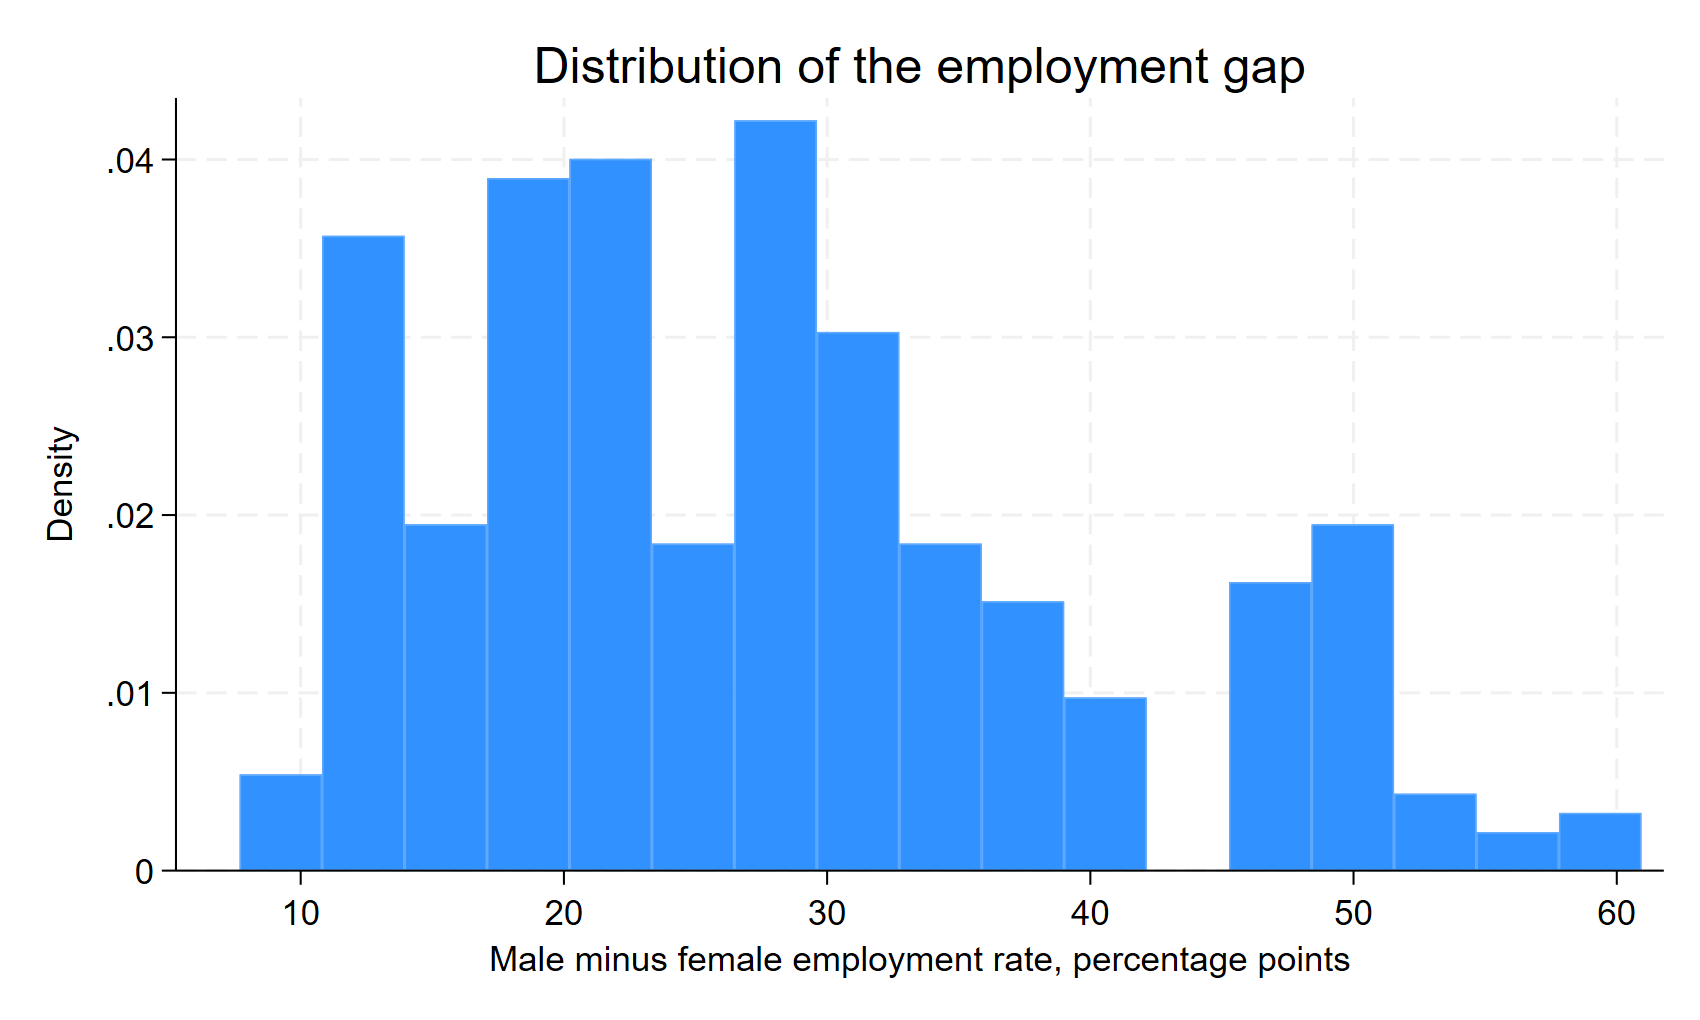 Distribution of the employment gap
Density
.04
.03
.02
.01
0
10 20 30 40 50 60
Male minus female employment rate, percentage points